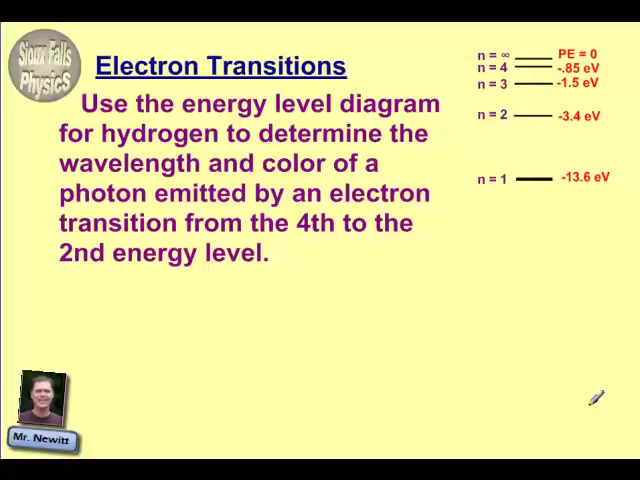 Sioux Falls
Physics
Electron Transitions
Use the energy level diagram
for hydrogen to determine the
wavelength and color of a
photon emitted by an electron
transition from the 4th to the
2nd energy level.
n = ∞ PE = 0
n = 4 -.85 eV
n = 3 -1.5 eV
n = 2 -3.4 eV
n = 1 -13.6 eV
Mr. Newitt